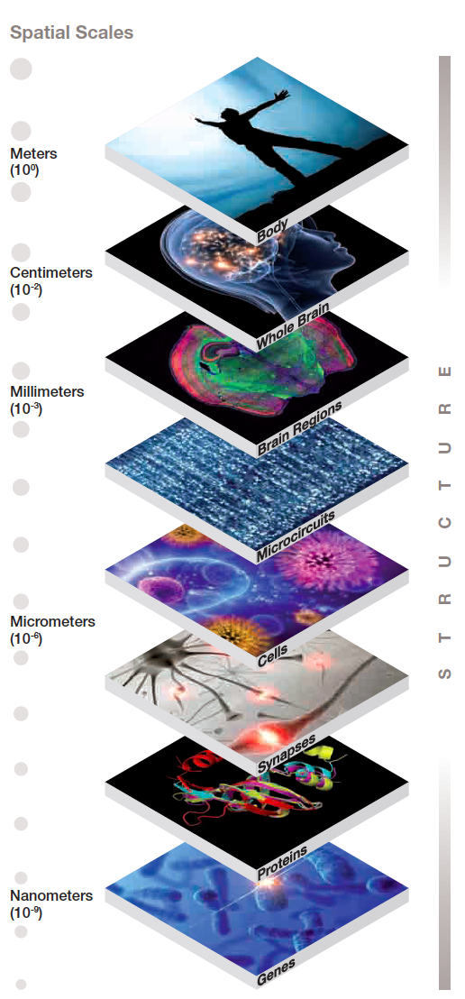 Spatial Scales
Meters
(10⁰)
Body
Centimeters
(10⁻²)
Whole Brain
Millimeters
(10⁻³)
Brain Regions
Microcircuits
Micrometers
(10⁻⁶)
Cells
Synapses
Proteins
Nanometers
(10⁻⁹)
Genes
STRUCTURE